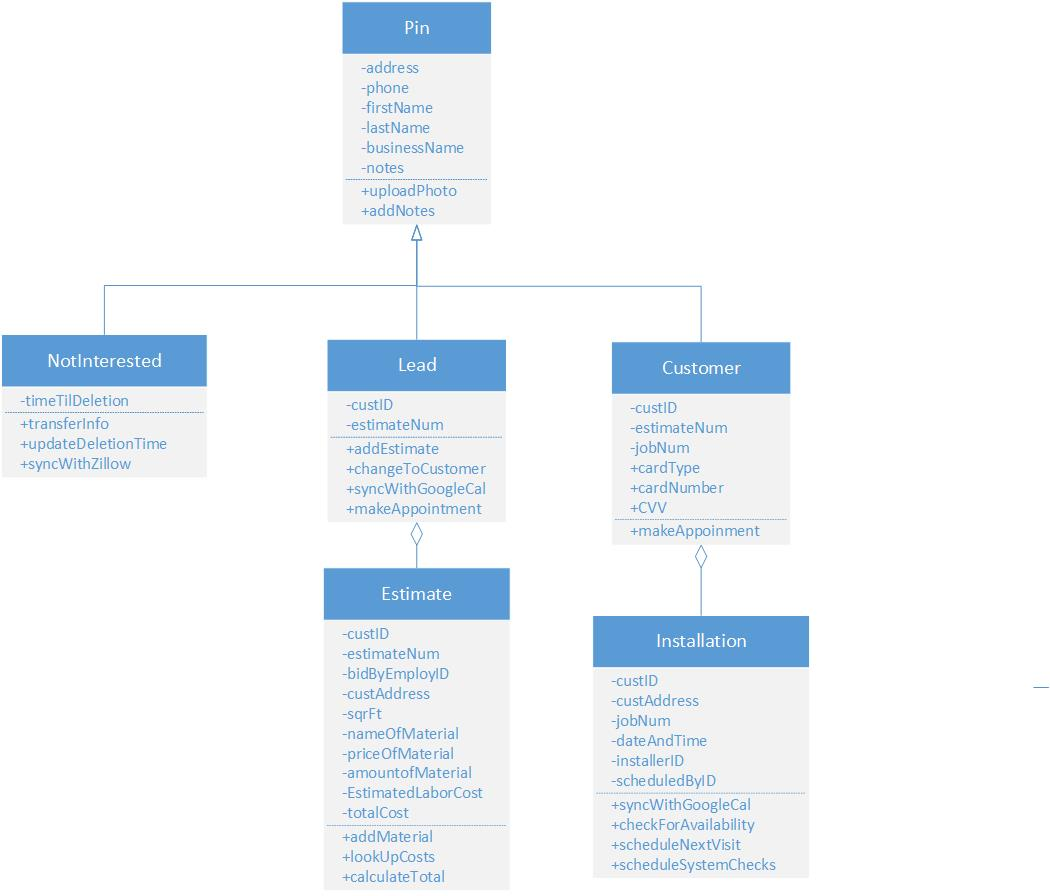 Pin
-address
-phone
-firstName
-lastName
-businessName
-notes
+uploadPhoto
+addNotes
NotInterested
-timeTilDeletion
+transferInfo
+updateDeletionTime
+syncWithZillow
Lead
-custID
-estimateNum
+addEstimate
+changeToCustomer
+syncWithGoogleCal
+makeAppointment
Customer
-custID
-estimateNum
-jobNum
+cardType
+cardNumber
+CVV
+makeAppoinment
Estimate
-custID
-estimateNum
-bidByEmployID
-custAddress
-sqrFt
-nameOfMaterial
-priceOfMaterial
-amountofMaterial
-EstimatedLaborCost
-totalCost
+addMaterial
+lookUpCosts
+calculateTotal
Installation
-custID
-custAddress
-jobNum
-dateAndTime
-installerID
-scheduledByID
+syncWithGoogleCal
+checkForAvailability
+scheduleNextVisit
+scheduleSystemChecks